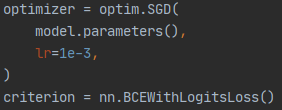 optimizer = optim.SGD(
    model.parameters(),
    lr=1e-3,
)
criterion = nn.BCEWithLogitsLoss()